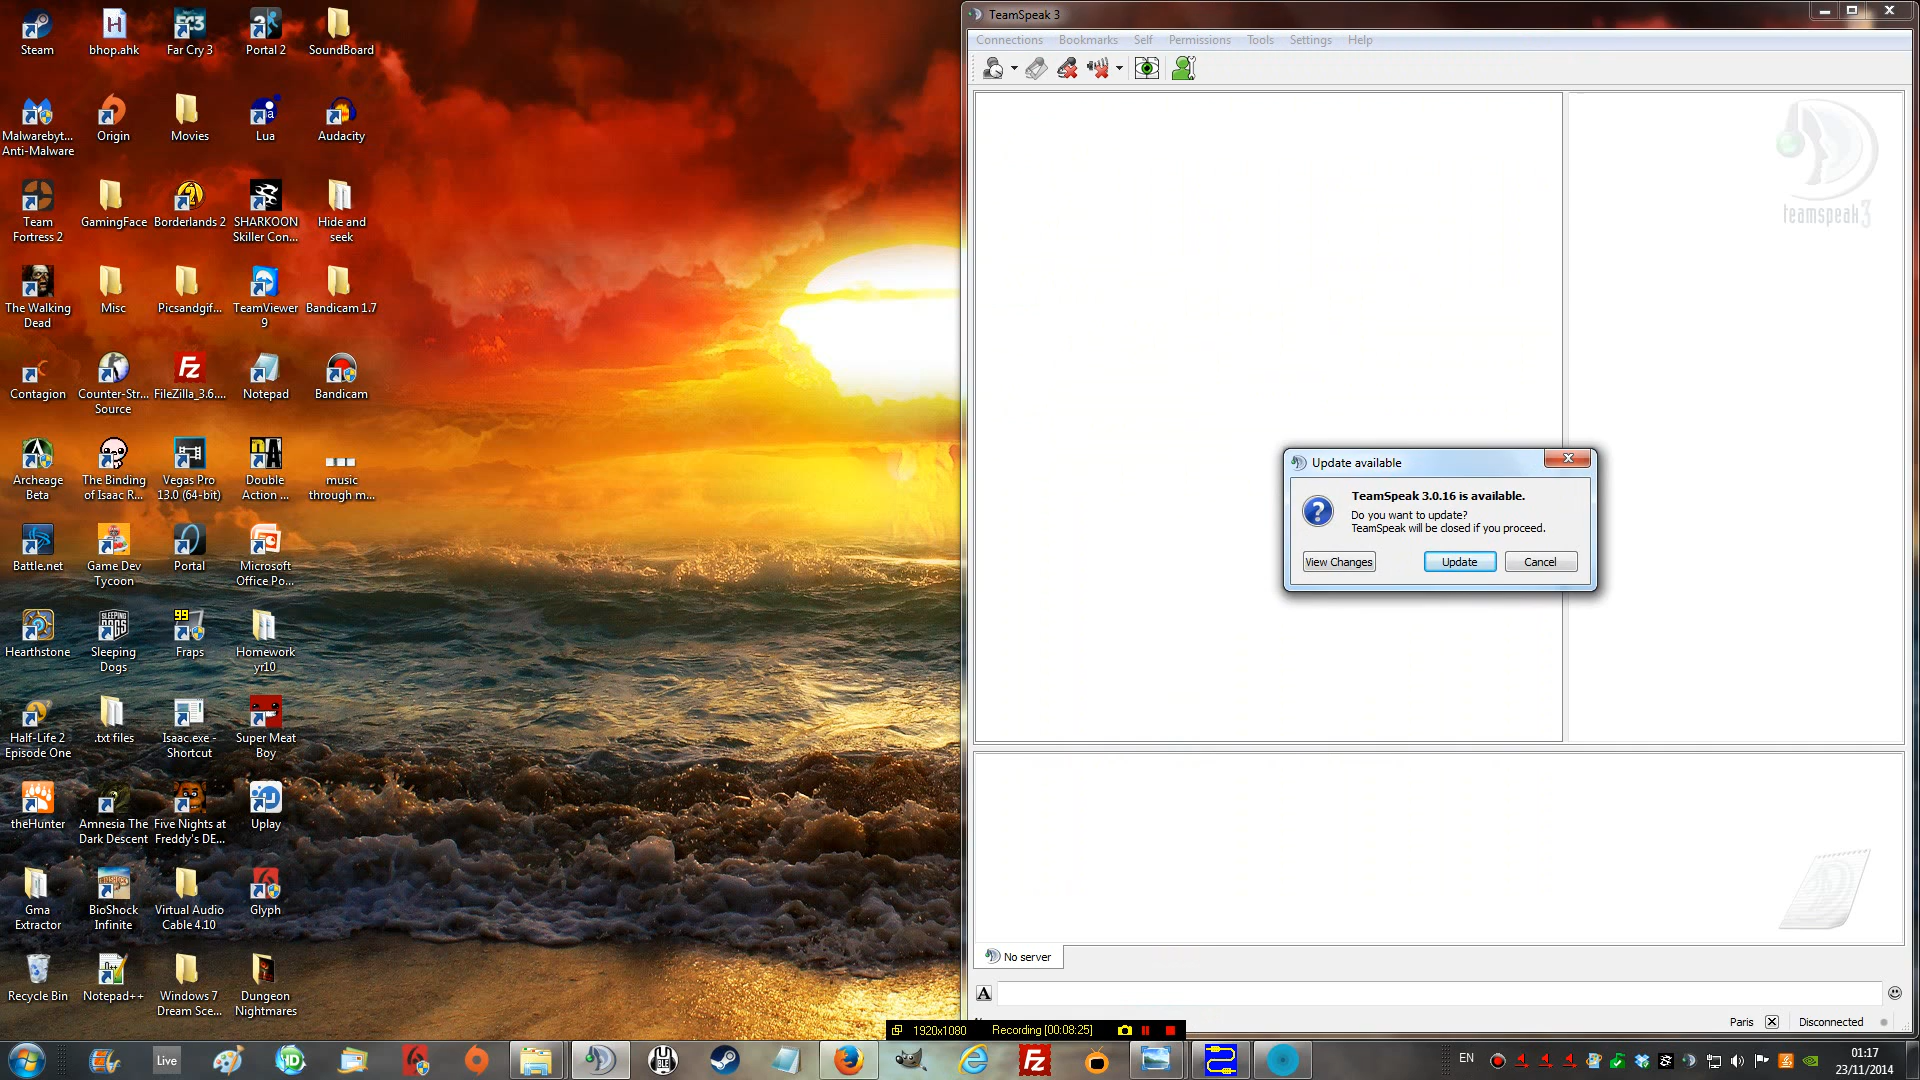 Steam
bhop.ahk
Far Cry 3
Portal 2
SoundBoard
Malwarebyt...
Anti-Malware
Origin
Movies
Lua
Audacity
Team
Fortress 2
GamingFace
Borderlands 2
SHARKOON
Skiller Con...
Hide and
seek
The Walking
Dead
Misc
Picsandgif...
TeamViewer
9
Bandicam 1.7
Contagion
Counter-Str...
Source
FileZilla_3.6....
Notepad
Bandicam
Archeage
Beta
The Binding
of Isaac R...
Vegas Pro
13.0 (64-bit)
Double
Action ...
music
through m...
Battle.net
Game Dev
Tycoon
Portal
Microsoft
Office Po...
Hearthstone
Sleeping
Dogs
Fraps
Homework
yr10
Half-Life 2
Episode One
.txt files
Isaac.exe -
Shortcut
Super Meat
Boy
theHunter
Amnesia The
Dark Descent
Five Nights at
Freddy's DE...
Uplay
Gma
Extractor
BioShock
Infinite
Virtual Audio
Cable 4.10
Glyph
Recycle Bin
Notepad++
Windows 7
Dream Sce...
Dungeon
Nightmares
TeamSpeak 3
Connections Bookmarks Self Permissions Tools Settings Help
teamspeak3
Update available
TeamSpeak 3.0.16 is available.
Do you want to update?
TeamSpeak will be closed if you proceed.
View Changes Update Cancel
No server
A
Paris Disconnected
1920x1080 Recording [00:08:25]
Live
EN
01:17
23/11/2014